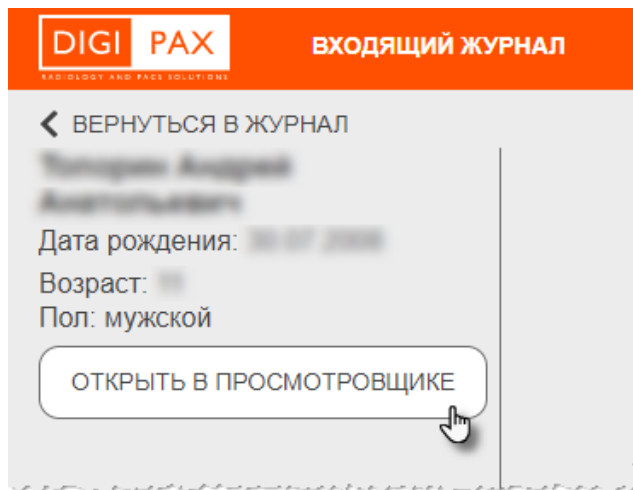 DIGI PAX
RADIOLOGY AND PACS SOLUTIONS
ВХОДЯЩИЙ ЖУРНАЛ
ВЕРНУТЬСЯ В ЖУРНАЛ
Дата рождения:
Возраст:
Пол: мужской
ОТКРЫТЬ В ПРОСМОТРОВЩИКЕ